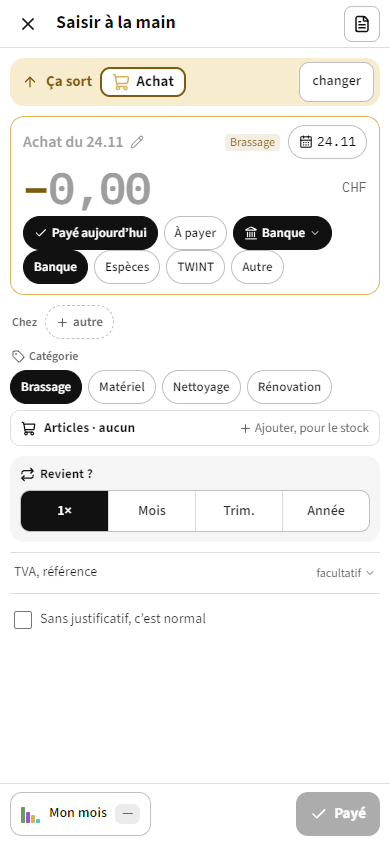 Saisir à la main
Ça sort Achat changer
Achat du 24.11 Brassage 24.11
−0,00 CHF
Payé aujourd’hui À payer Banque
Banque Espèces TWINT Autre
Chez + autre
Catégorie
Brassage Matériel Nettoyage Rénovation
Articles · aucun + Ajouter, pour le stock
Revient ?
1× Mois Trim. Année
TVA, référence facultatif
Sans justificatif, c’est normal
Mon mois — Payé